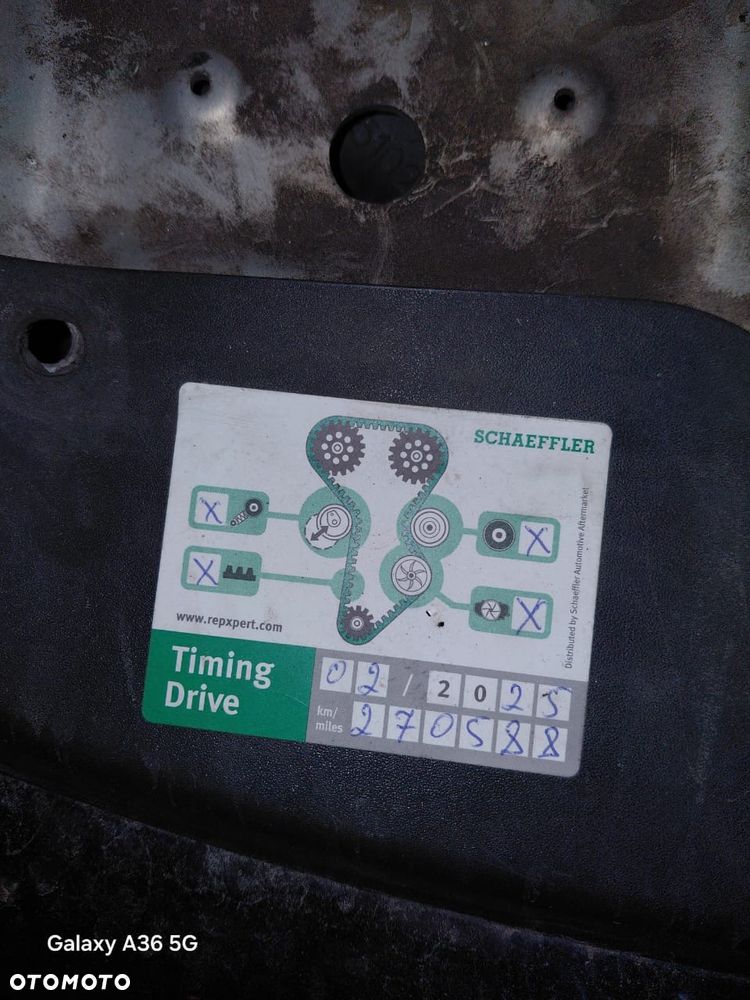 SCHAEFFLER
X
X
X
X
Distributed by Schaeffler Automotive Aftermarket
www.repxpert.com
Timing
Drive
02 / 2025
km/
miles
270588
Galaxy A36 5G
OTOMOTO